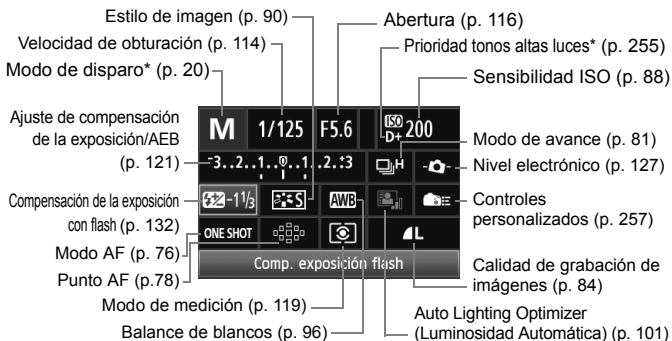 Estilo de imagen (p. 90)
Abertura (p. 116)
Velocidad de obturación (p. 114)
Prioridad tonos altas luces* (p. 255)
Modo de disparo* (p. 20)
Sensibilidad ISO (p. 88)
Ajuste de compensación
de la exposición/AEB
(p. 121)
M 1/125 F5.6 ISO D+ 200
Modo de avance (p. 81)
-3..2..1..0..1..2.:3 H
Nivel electrónico (p. 127)
Compensación de la exposición
con flash (p. 132)
-1 1/3 S AWB
Controles
personalizados (p. 257)
Modo AF (p. 76)
ONE SHOT L
Punto AF (p.78)
Comp. exposición flash
Calidad de grabación de
imágenes (p. 84)
Modo de medición (p. 119)
Balance de blancos (p. 96)
Auto Lighting Optimizer
(Luminosidad Automática) (p. 101)